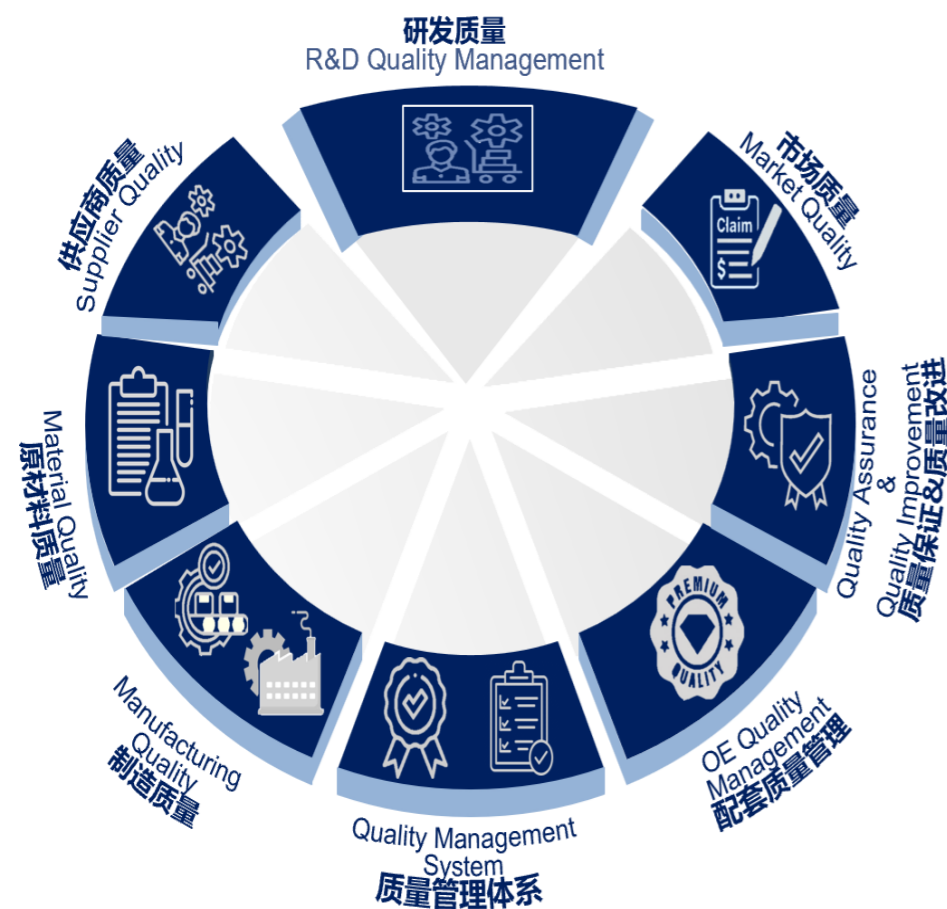 研发质量
R&D Quality Management
市场质量
Market Quality
Claim
$
Quality Assurance
&
Quality Improvement
质量保证&质量改进
PREMIUM
QUALITY
OE Quality
Management
配套质量管理
Quality Management
System
质量管理体系
Manufacturing
Quality
制造质量
Material Quality
原材料质量
供应商质量
Supplier Quality